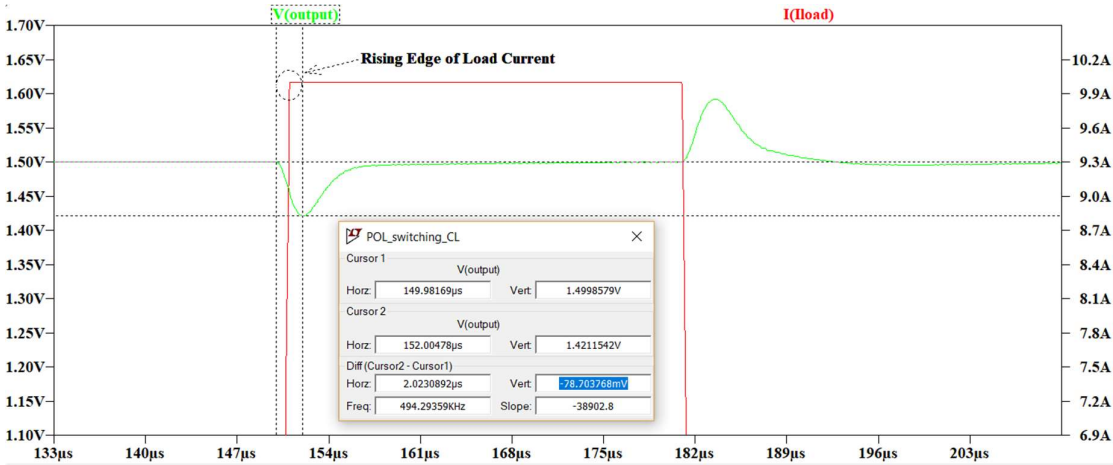 V(output) I(Iload)
1.70V
1.65V Rising Edge of Load Current 10.2A
1.60V 9.9A
1.55V 9.6A
1.50V 9.3A
1.45V 9.0A
1.40V 8.7A
1.35V 8.4A
1.30V 8.1A
1.25V 7.8A
1.20V 7.5A
1.15V 7.2A
1.10V 6.9A
133µs 140µs 147µs 154µs 161µs 168µs 175µs 182µs 189µs 196µs 203µs
POL_switching_CL
Cursor 1
V(output)
Horz: 149.98169µs Vert: 1.4998579V
Cursor 2
V(output)
Horz: 152.00478µs Vert: 1.4211542V
Diff (Cursor2 - Cursor1)
Horz: 2.0230892µs Vert: -78.703768mV
Freq: 494.29359KHz Slope: -38902.8